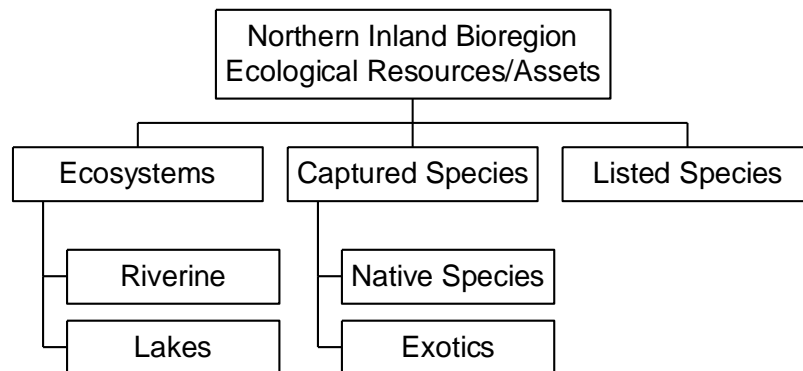 Northern Inland Bioregion
Ecological Resources/Assets
Ecosystems
Captured Species
Listed Species
Riverine
Native Species
Lakes
Exotics